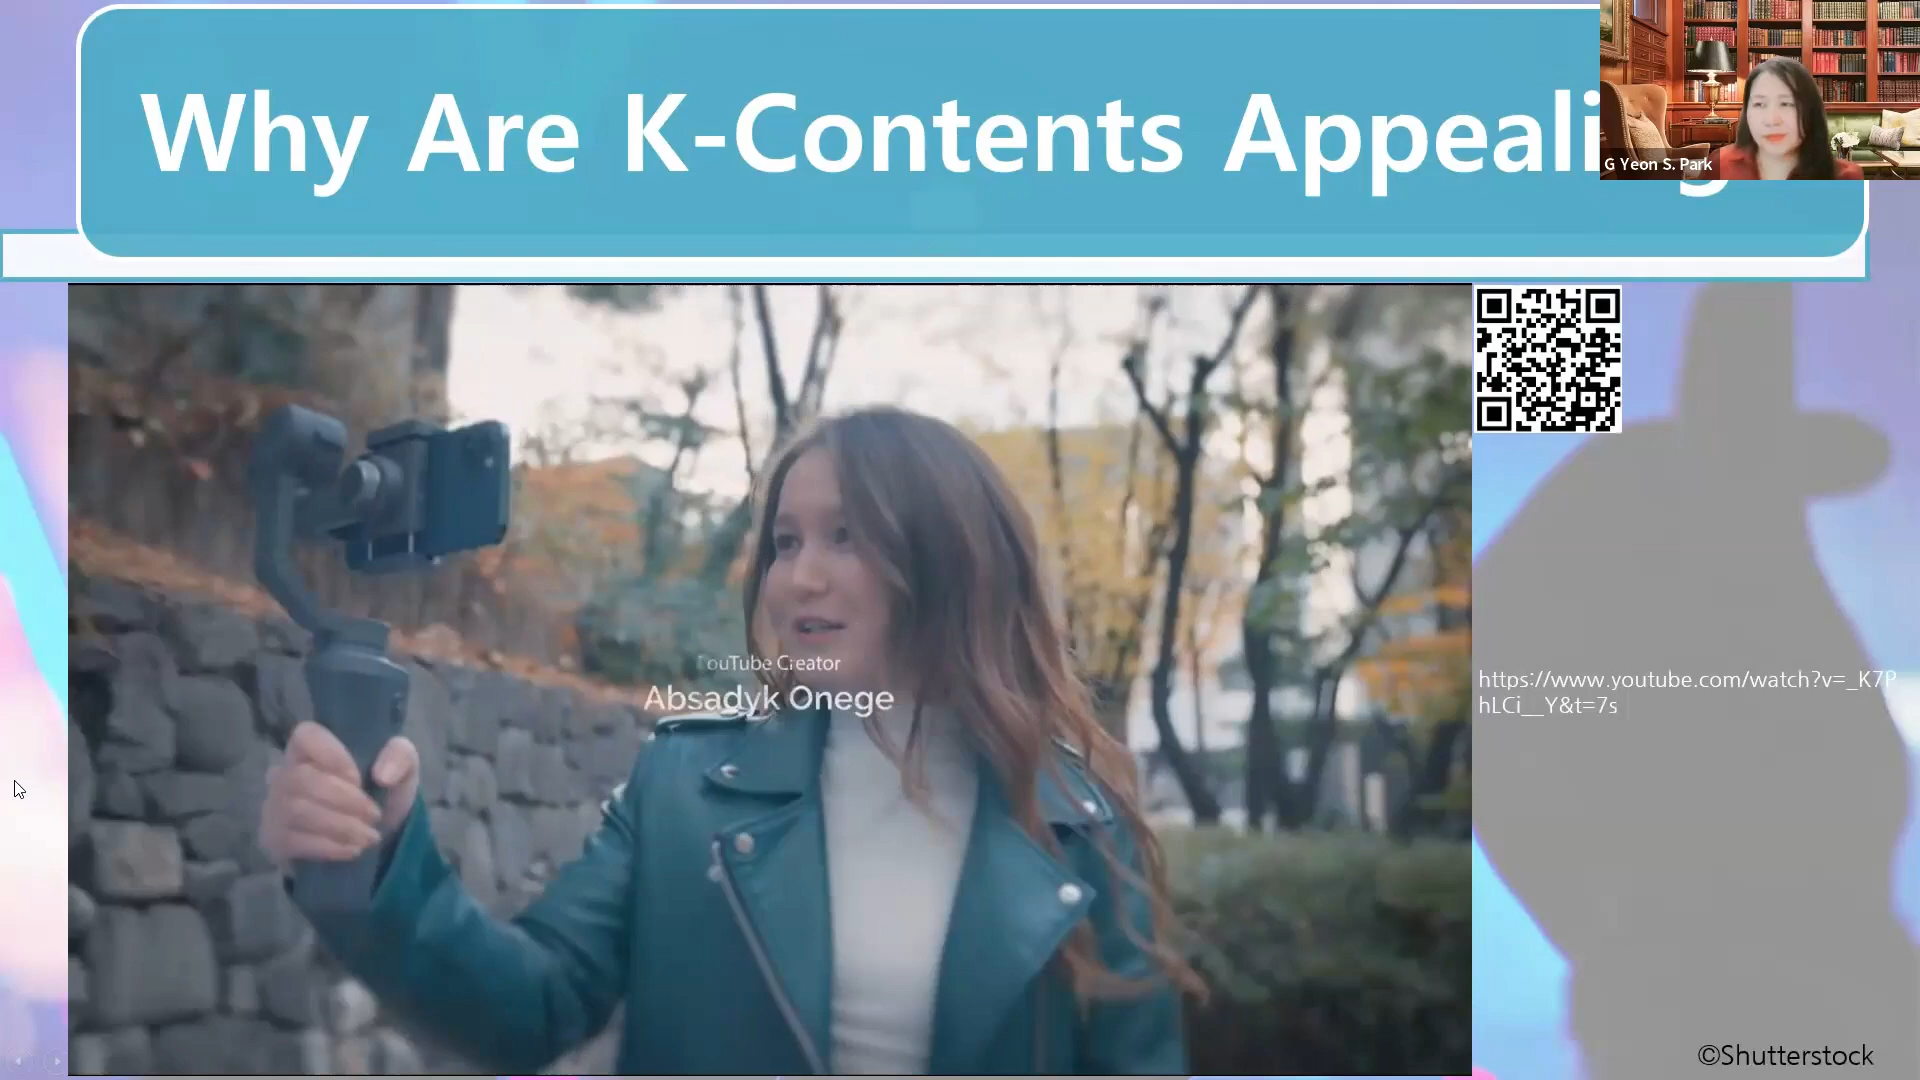 Why Are K-Contents Appeali g
G Yeon S. Park
ouTube Creator
Absadyk Onege
https://www.youtube.com/watch?v=_K7P
hLCi__Y&t=7s
©Shutterstock